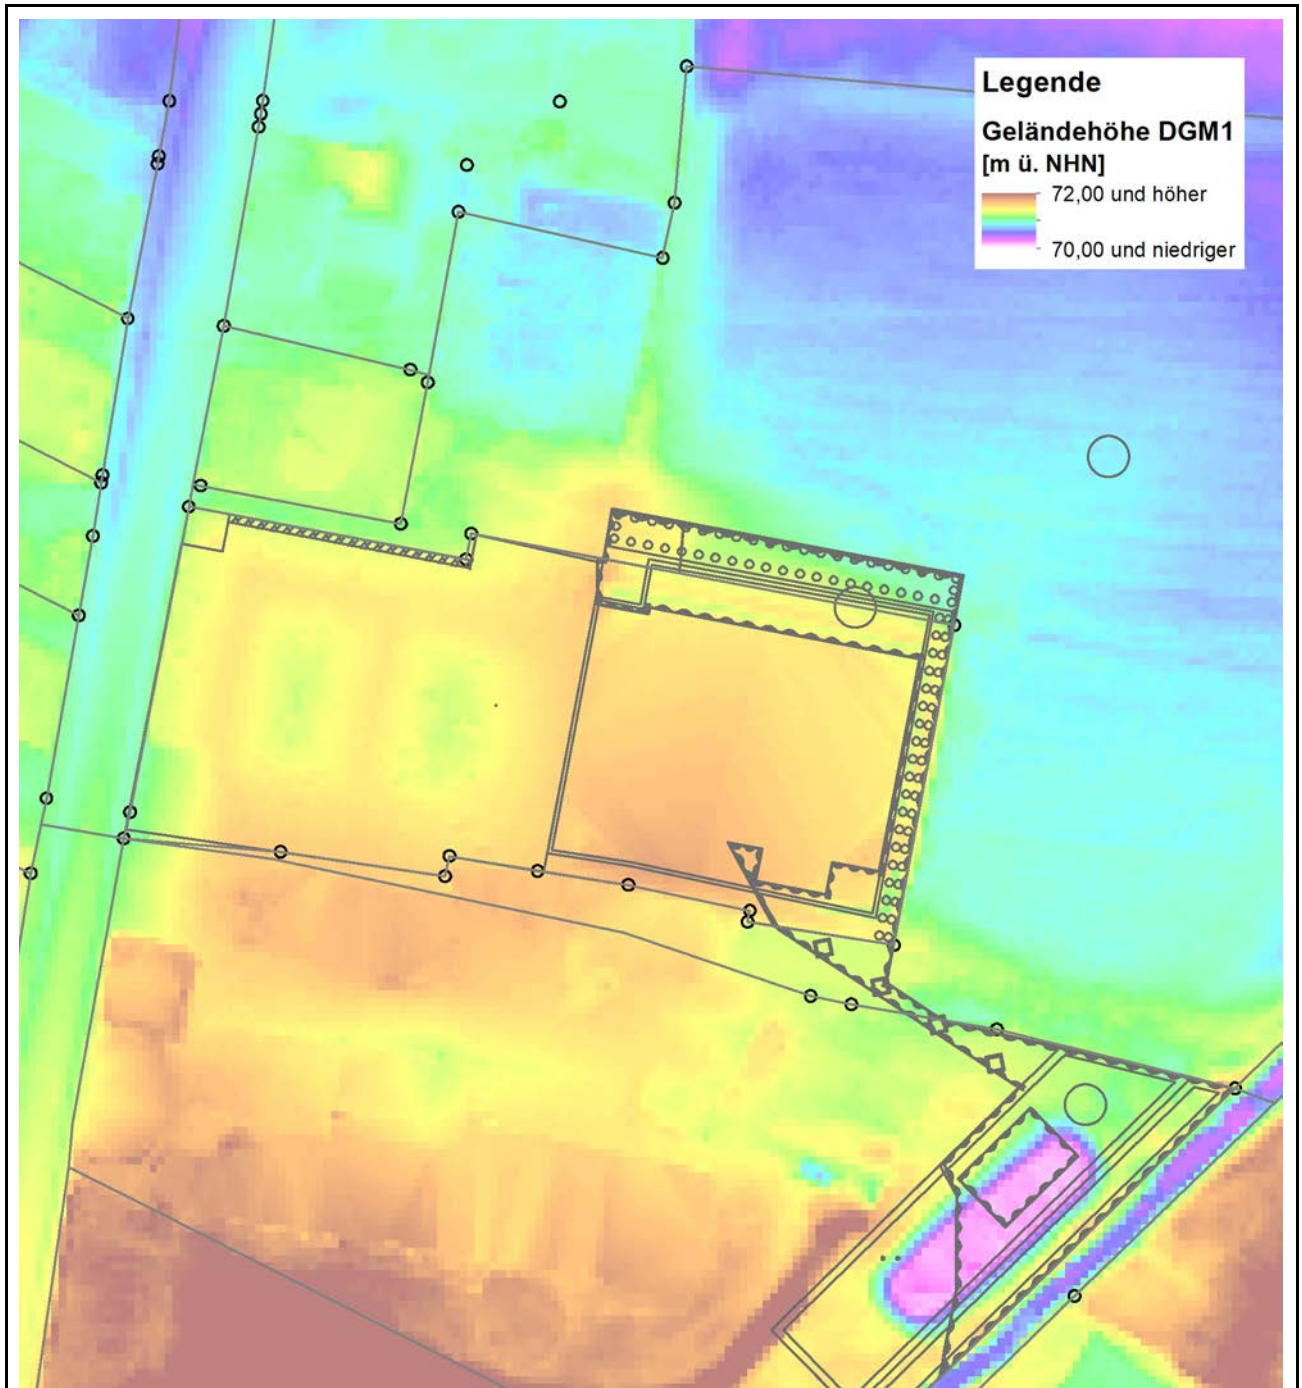 Legende
Geländehöhe DGM1
[m ü. NHN]
72,00 und höher
70,00 und niedriger